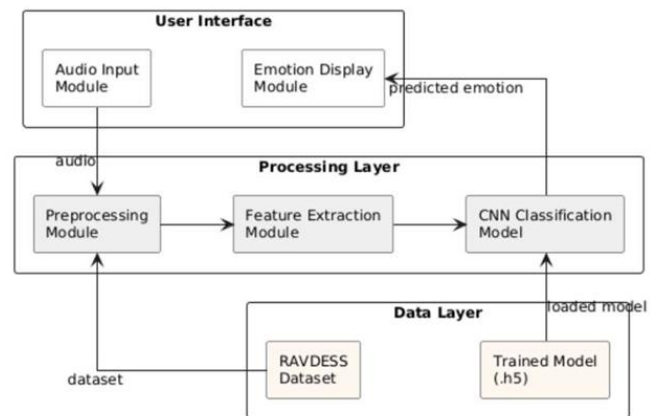 User Interface
Audio Input
Module
Emotion Display
Module
predicted emotion
audio
Processing Layer
Preprocessing
Module
Feature Extraction
Module
CNN Classification
Model
loaded model
Data Layer
RAVDESS
Dataset
Trained Model
(.h5)
dataset